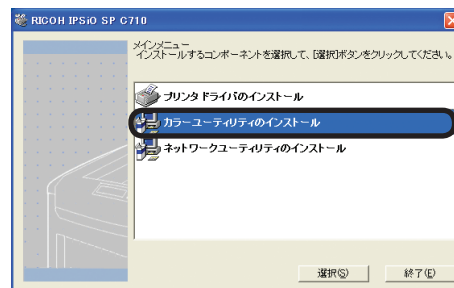 RICOH IPSiO SP C710
メインメニュー
インストールするコンポーネントを選択して、[選択]ボタンをクリックしてください。
プリンタドライバのインストール
カラーユーティリティのインストール
ネットワークユーティリティのインストール
選択(S)
終了(E)